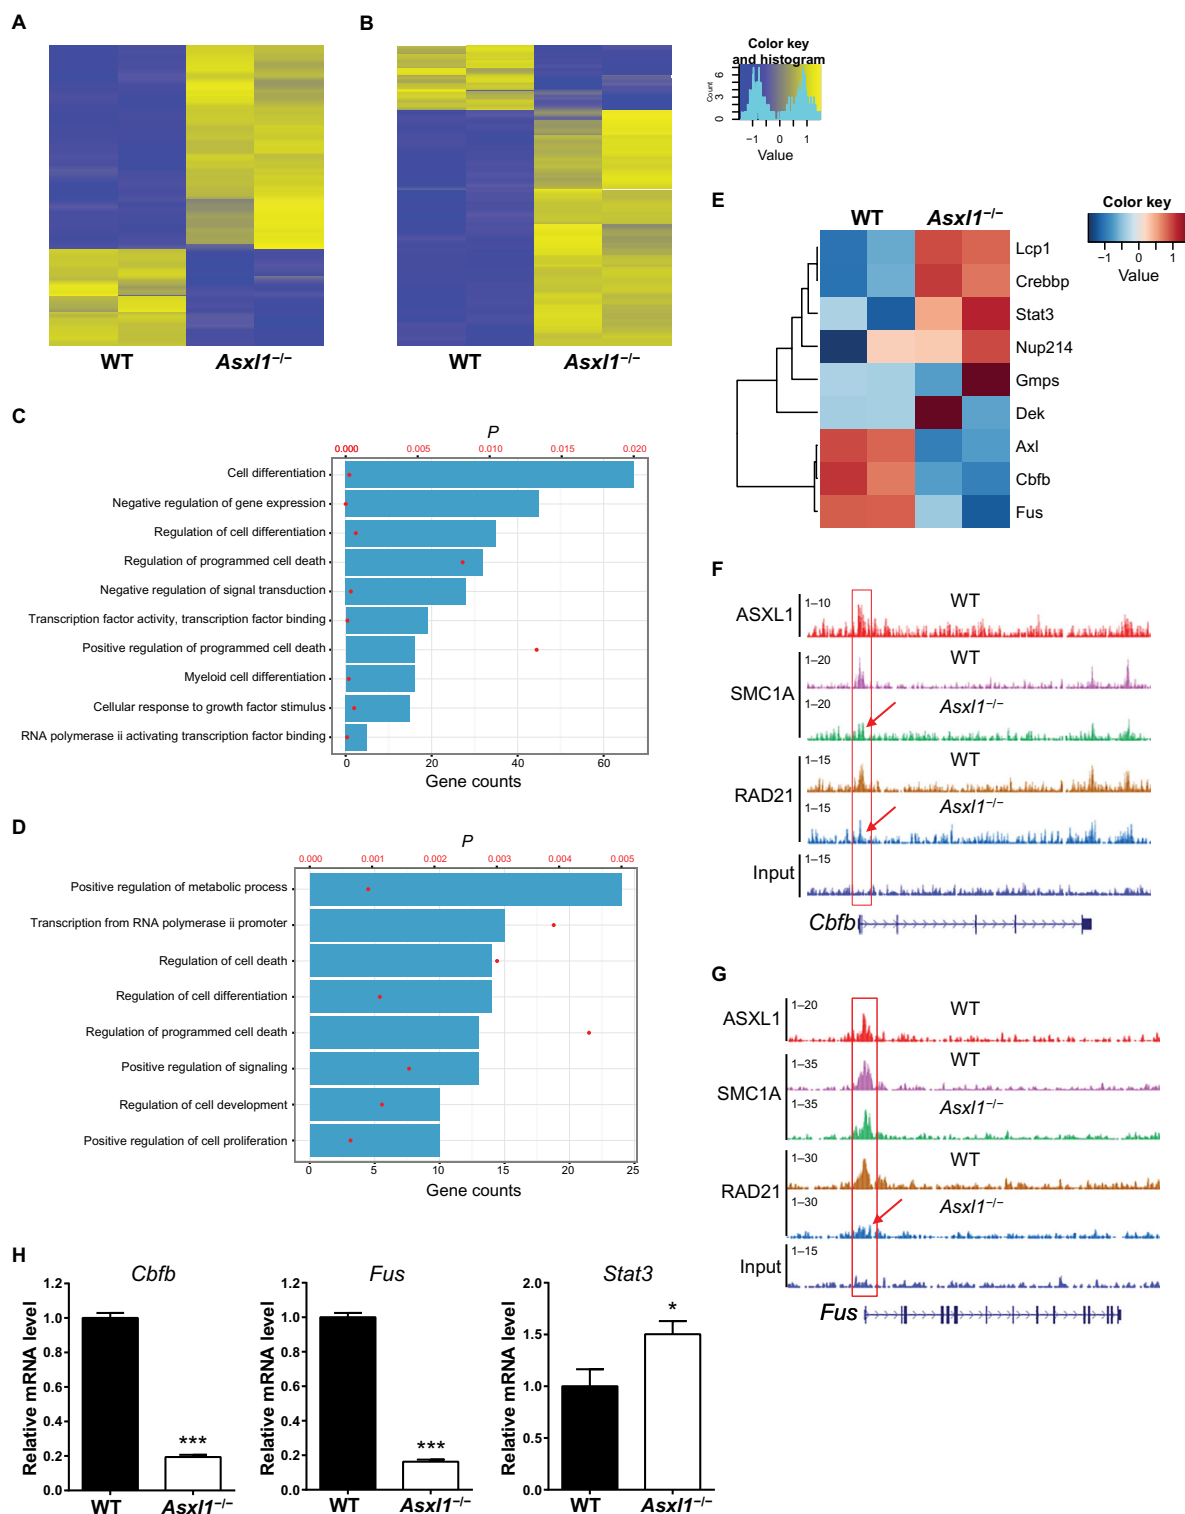 A
B
WT
Asxl1–/–
WT
Asxl1–/–
Color key
and histogram
Count
0
3
6
−1
0
1
Value
C
P
0.000
0.005
0.010
0.015
0.020
Cell differentiation
Negative regulation of gene expression
Regulation of cell differentiation
Regulation of programmed cell death
Negative regulation of signal transduction
Transcription factor activity, transcription factor binding
Positive regulation of programmed cell death
Myeloid cell differentiation
Cellular response to growth factor stimulus
RNA polymerase ii activating transcription factor binding
0
20
40
60
Gene counts
D
P
0.000
0.001
0.002
0.003
0.004
0.005
Positive regulation of metabolic process
Transcription from RNA polymerase ii promoter
Regulation of cell death
Regulation of cell differentiation
Regulation of programmed cell death
Positive regulation of signaling
Regulation of cell development
Positive regulation of cell proliferation
0
5
10
15
20
25
Gene counts
E
WT
Asxl1–/–
Color key
−1
0
1
Value
Lcp1
Crebbp
Stat3
Nup214
Gmps
Dek
Axl
Cbfb
Fus
F
ASXL1
1–10
WT
SMC1A
1–20
WT
1–20
Asxl1–/–
RAD21
1–15
WT
1–15
Asxl1–/–
Input
1–15
Cbfb
G
ASXL1
1–20
WT
SMC1A
1–35
WT
1–35
Asxl1–/–
RAD21
1–30
WT
1–30
Asxl1–/–
Input
1–15
Fus
H
Cbfb
Relative mRNA level
1.2
1.0
0.8
0.6
0.4
0.2
0.0
***
WT
Asxl1–/–
Fus
Relative mRNA level
1.2
1.0
0.8
0.6
0.4
0.2
0.0
***
WT
Asxl1–/–
Stat3
Relative mRNA level
2.0
1.5
1.0
0.5
0.0
*
WT
Asxl1–/–